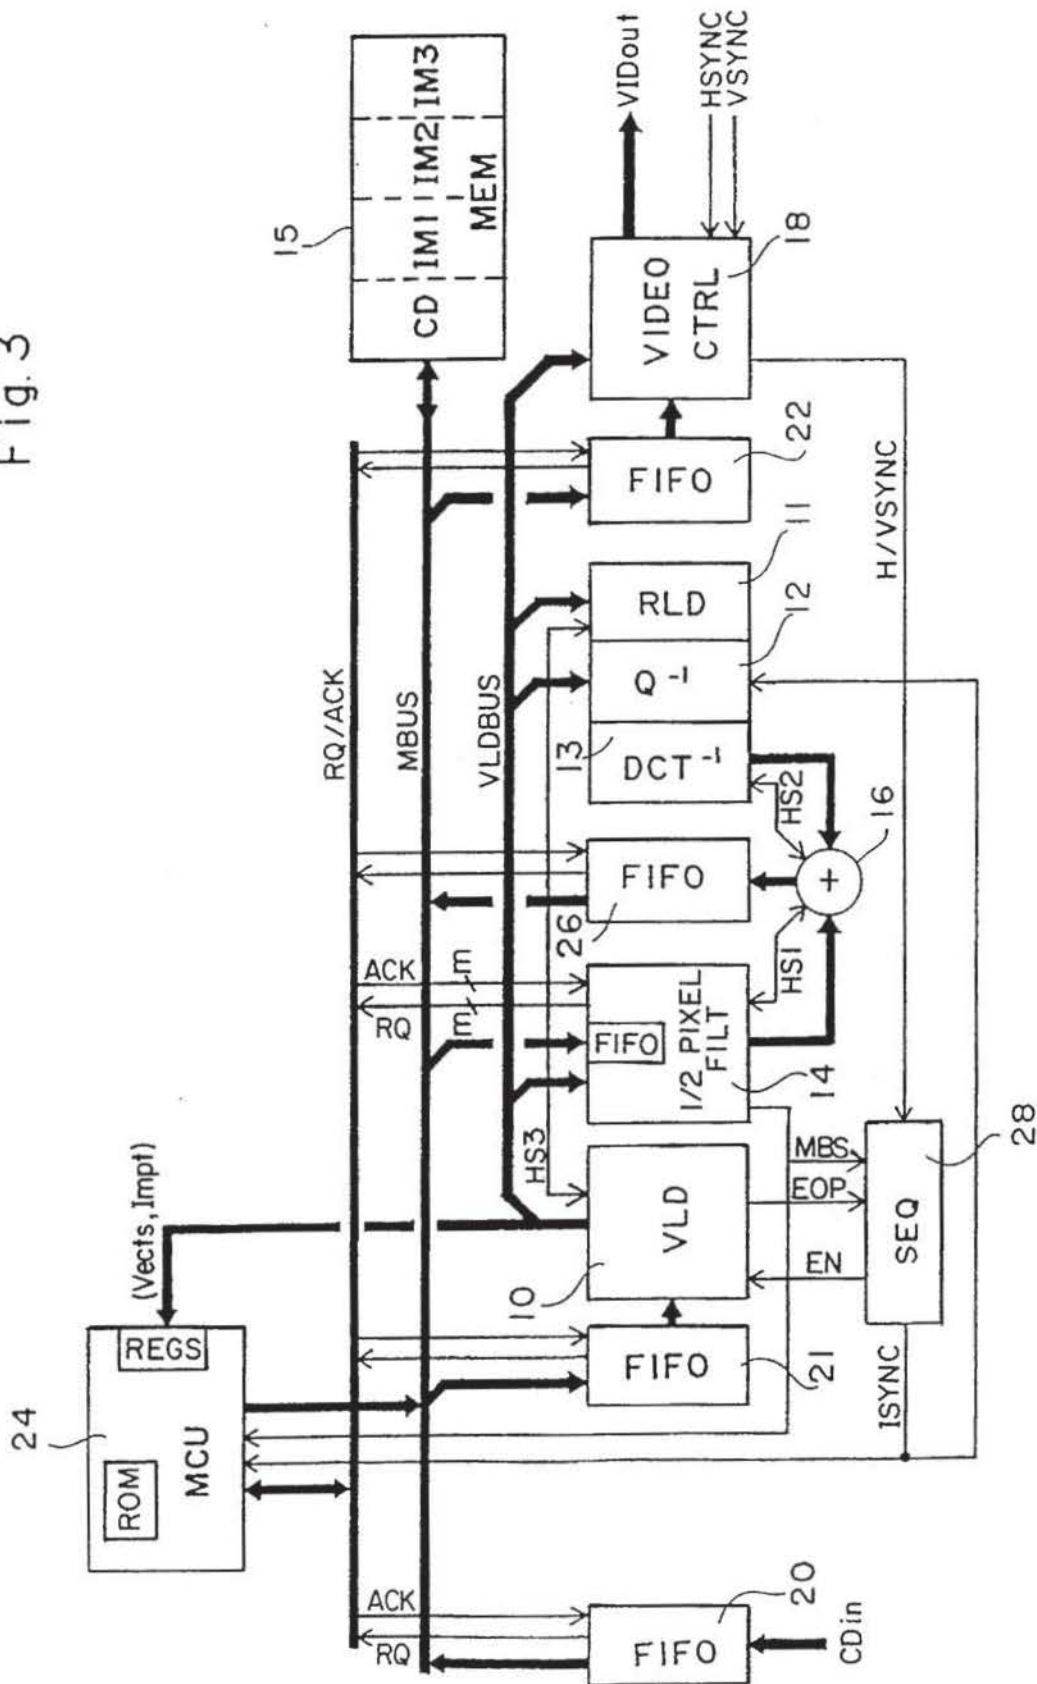 Fig. 3
24
ROM
MCU
REGS
(Vects, Impt)
15
CD
IM1
IM2
IM3
MEM
RQ/ACK
MBUS
VLDBUS
HS3
RQ
ACK
RQ
ACK
m
m
FIFO
20
CDin
FIFO
21
VLD
10
FIFO
1/2 PIXEL
FILT
14
FIFO
26
DCT⁻¹
13
Q⁻¹
12
RLD
11
FIFO
22
VIDEO
CTRL
18
VIDout
HSYNC
VSYNC
HS1
HS2
+
16
MBS
EOP
EN
SEQ
28
ISYNC
H/VSYNC